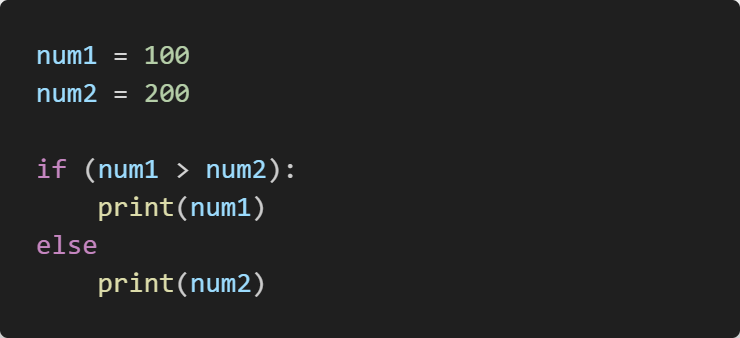 num1 = 100
num2 = 200

if (num1 > num2):
    print(num1)
else
    print(num2)